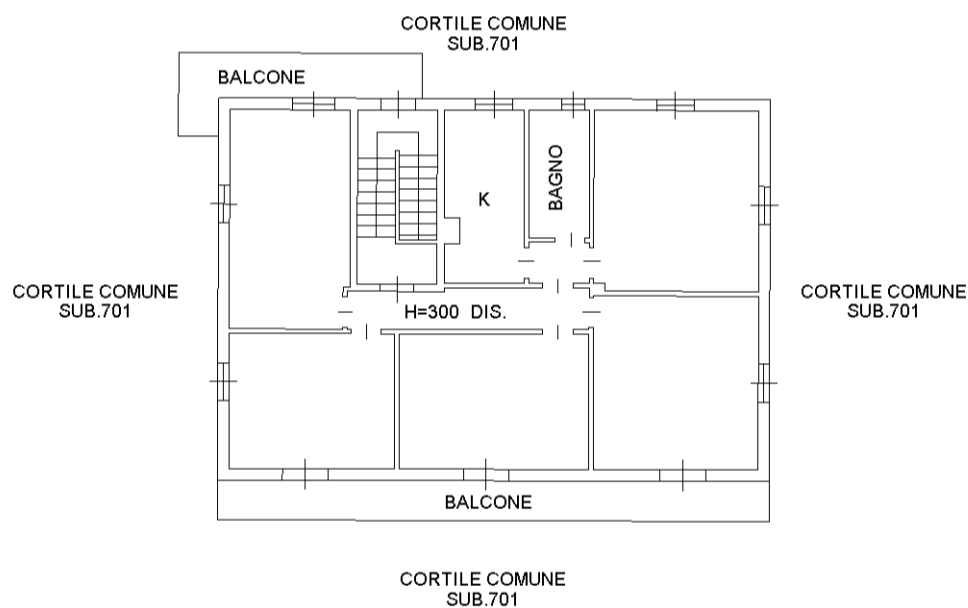 CORTILE COMUNE
SUB.701
BALCONE
BAGNO
K
CORTILE COMUNE
SUB.701
H=300 DIS.
CORTILE COMUNE
SUB.701
BALCONE
CORTILE COMUNE
SUB.701